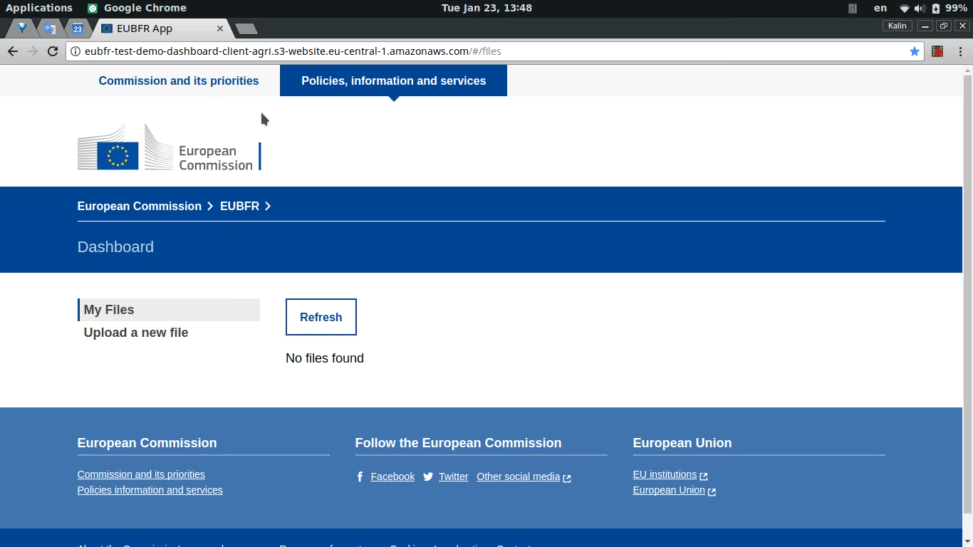 Applications Google Chrome Tue Jan 23, 13:48 en 99%
23 EUBFR App Kalin
eubfr-test-demo-dashboard-client-agri.s3-website.eu-central-1.amazonaws.com/#/files
Commission and its priorities Policies, information and services
European
Commission
European Commission EUBFR
Dashboard
My Files
Upload a new file
Refresh
No files found
European Commission
Commission and its priorities
Policies information and services
Follow the European Commission
Facebook Twitter Other social media
European Union
EU institutions
European Union